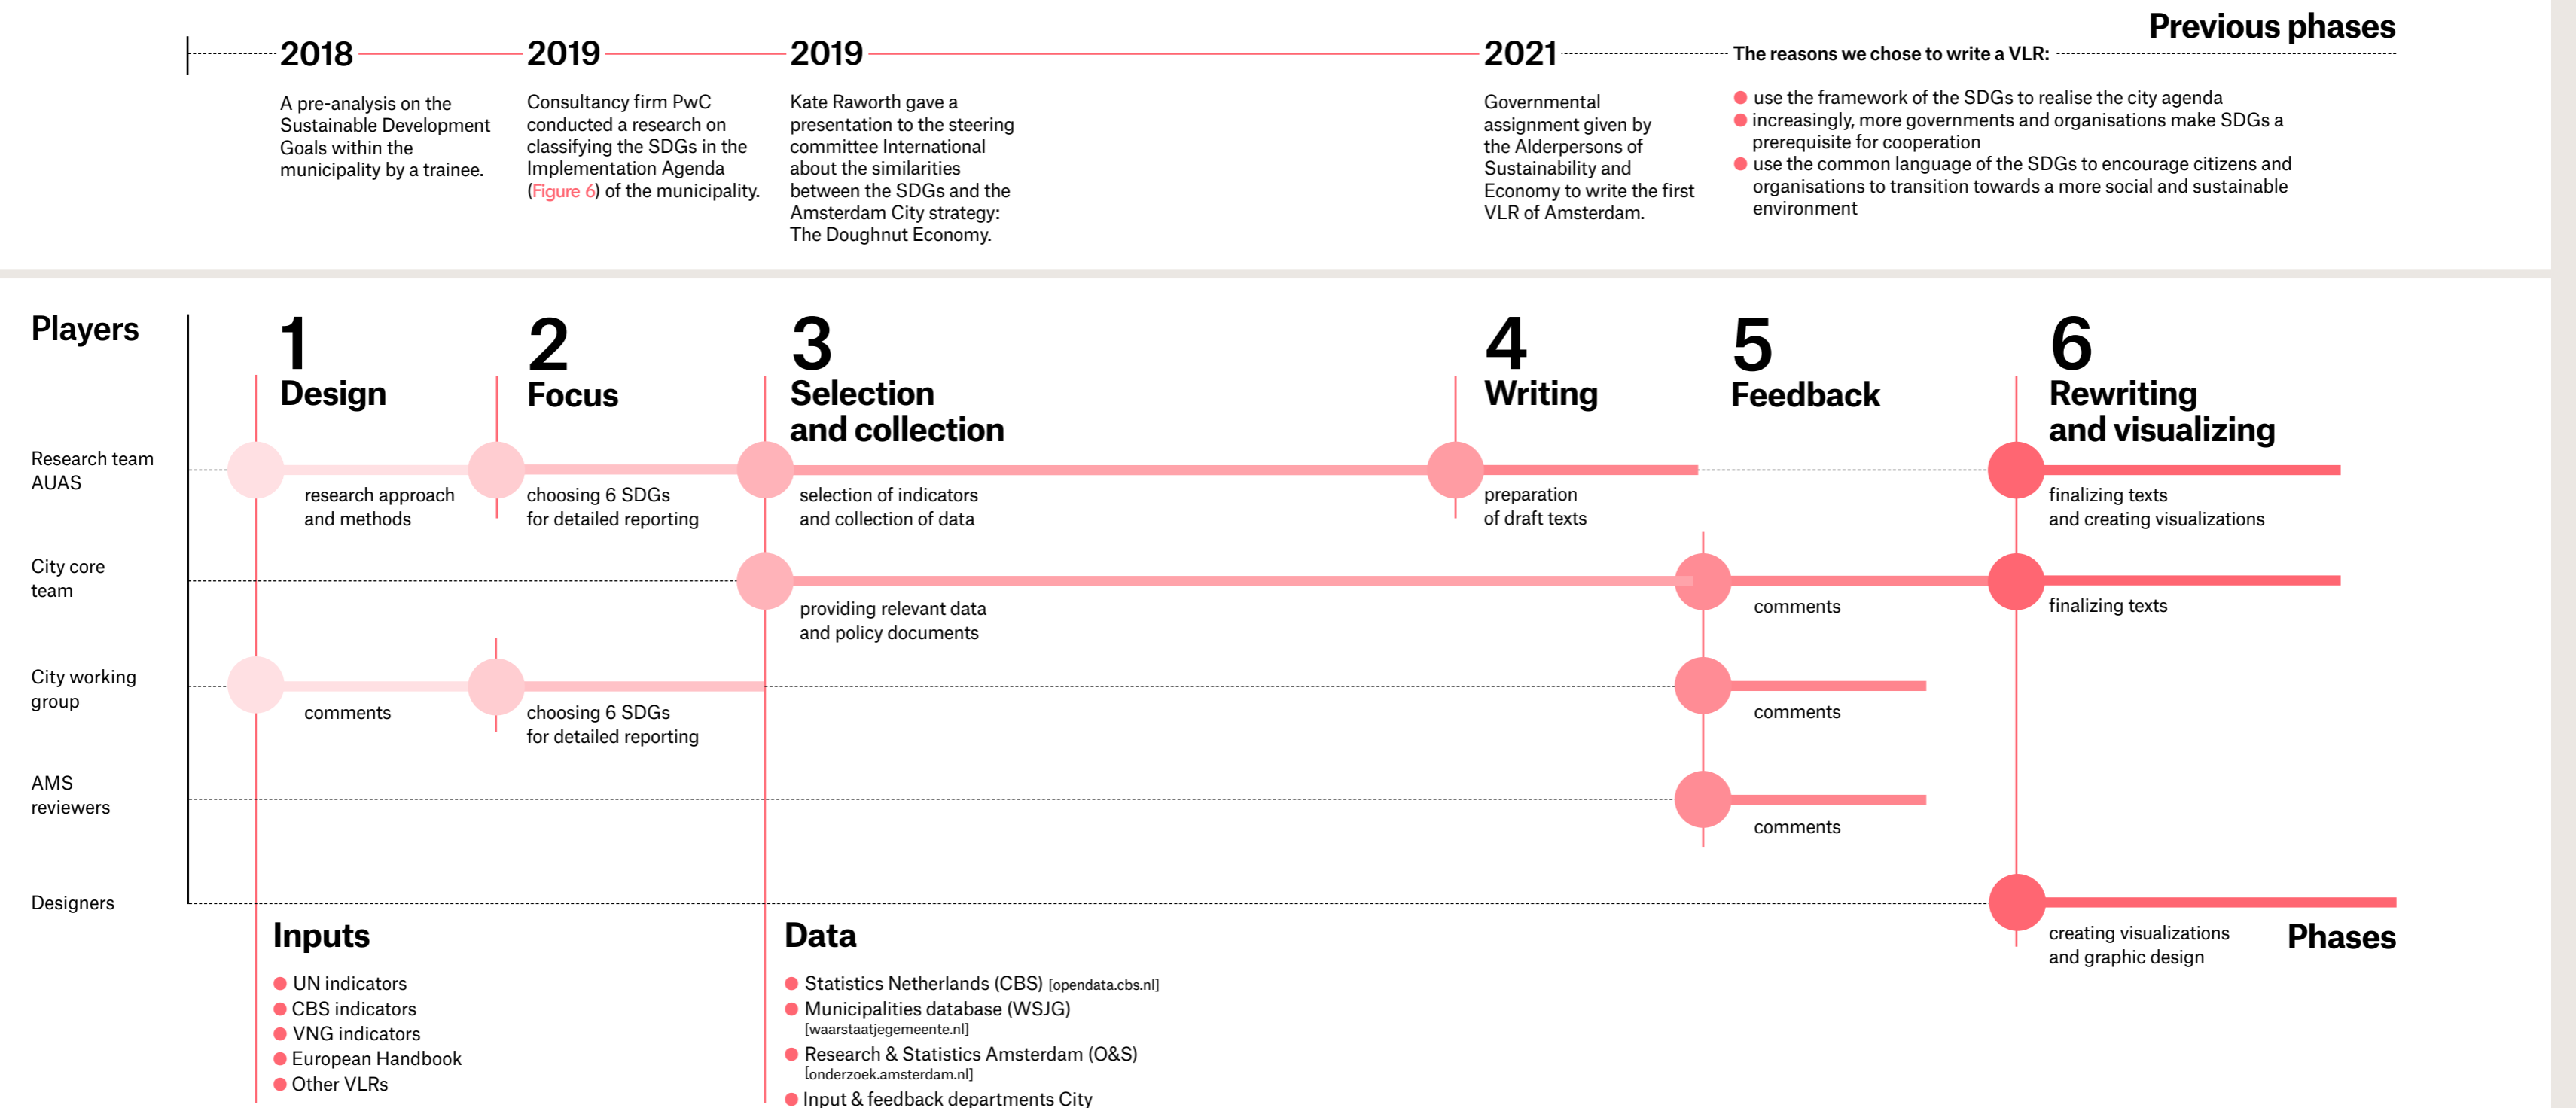 Previous phases
2018
A pre-analysis on the
Sustainable Development
Goals within the
municipality by a trainee.
2019
Consultancy firm PwC
conducted a research on
classifying the SDGs in the
Implementation Agenda
(Figure 6) of the municipality.
2019
Kate Raworth gave a
presentation to the steering
committee International
about the similarities
between the SDGs and the
Amsterdam City strategy:
The Doughnut Economy.
2021
Governmental
assignment given by
the Alderpersons of
Sustainability and
Economy to write the first
VLR of Amsterdam.
The reasons we chose to write a VLR:
use the framework of the SDGs to realise the city agenda
increasingly, more governments and organisations make SDGs a
prerequisite for cooperation
use the common language of the SDGs to encourage citizens and
organisations to transition towards a more social and sustainable
environment
Players
1
Design
2
Focus
3
Selection
and collection
4
Writing
5
Feedback
6
Rewriting
and visualizing
Research team
AUAS
research approach
and methods
choosing 6 SDGs
for detailed reporting
selection of indicators
and collection of data
preparation
of draft texts
finalizing texts
and creating visualizations
City core
team
providing relevant data
and policy documents
comments
finalizing texts
City working
group
comments
choosing 6 SDGs
for detailed reporting
comments
AMS
reviewers
comments
Designers
creating visualizations
and graphic design
Phases
Inputs
UN indicators
CBS indicators
VNG indicators
European Handbook
Other VLRs
Data
Statistics Netherlands (CBS) [opendata.cbs.nl]
Municipalities database (WSJG)
[waarstaatjegemeente.nl]
Research & Statistics Amsterdam (O&S)
[onderzoek.amsterdam.nl]
Input & feedback departments City